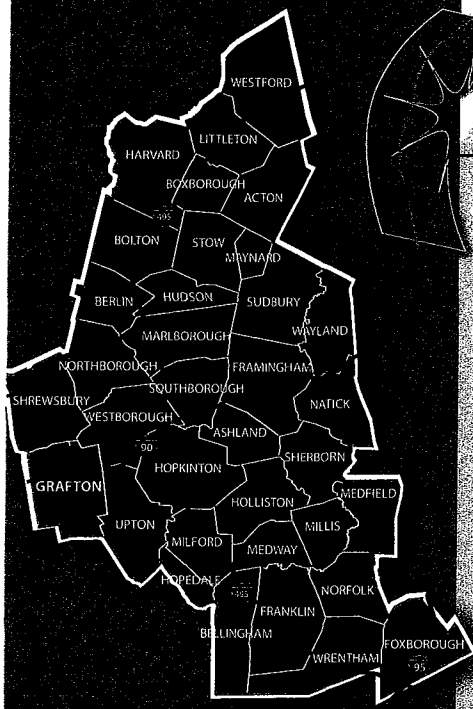 WESTFORD
LITTLETON
HARVARD
BOXBOROUGH
ACTON
495
BOLTON
STOW
MAYNARD
BERLIN
HUDSON
SUDBURY
WAYLAND
MARLBOROUGH
NORTHBOROUGH
FRAMINGHAM
SOUTHBOROUGH
SHREWSBURY
NATICK
WESTBOROUGH
ASHLAND
90
SHERBORN
HOPKINTON
GRAFTON
MEDFIELD
HOLLISTON
UPTON
MILLIS
MILFORD
MEDWAY
HOPEDALE
495
NORFOLK
FRANKLIN
BELLINGHAM
FOXBOROUGH
WRENTHAM
95